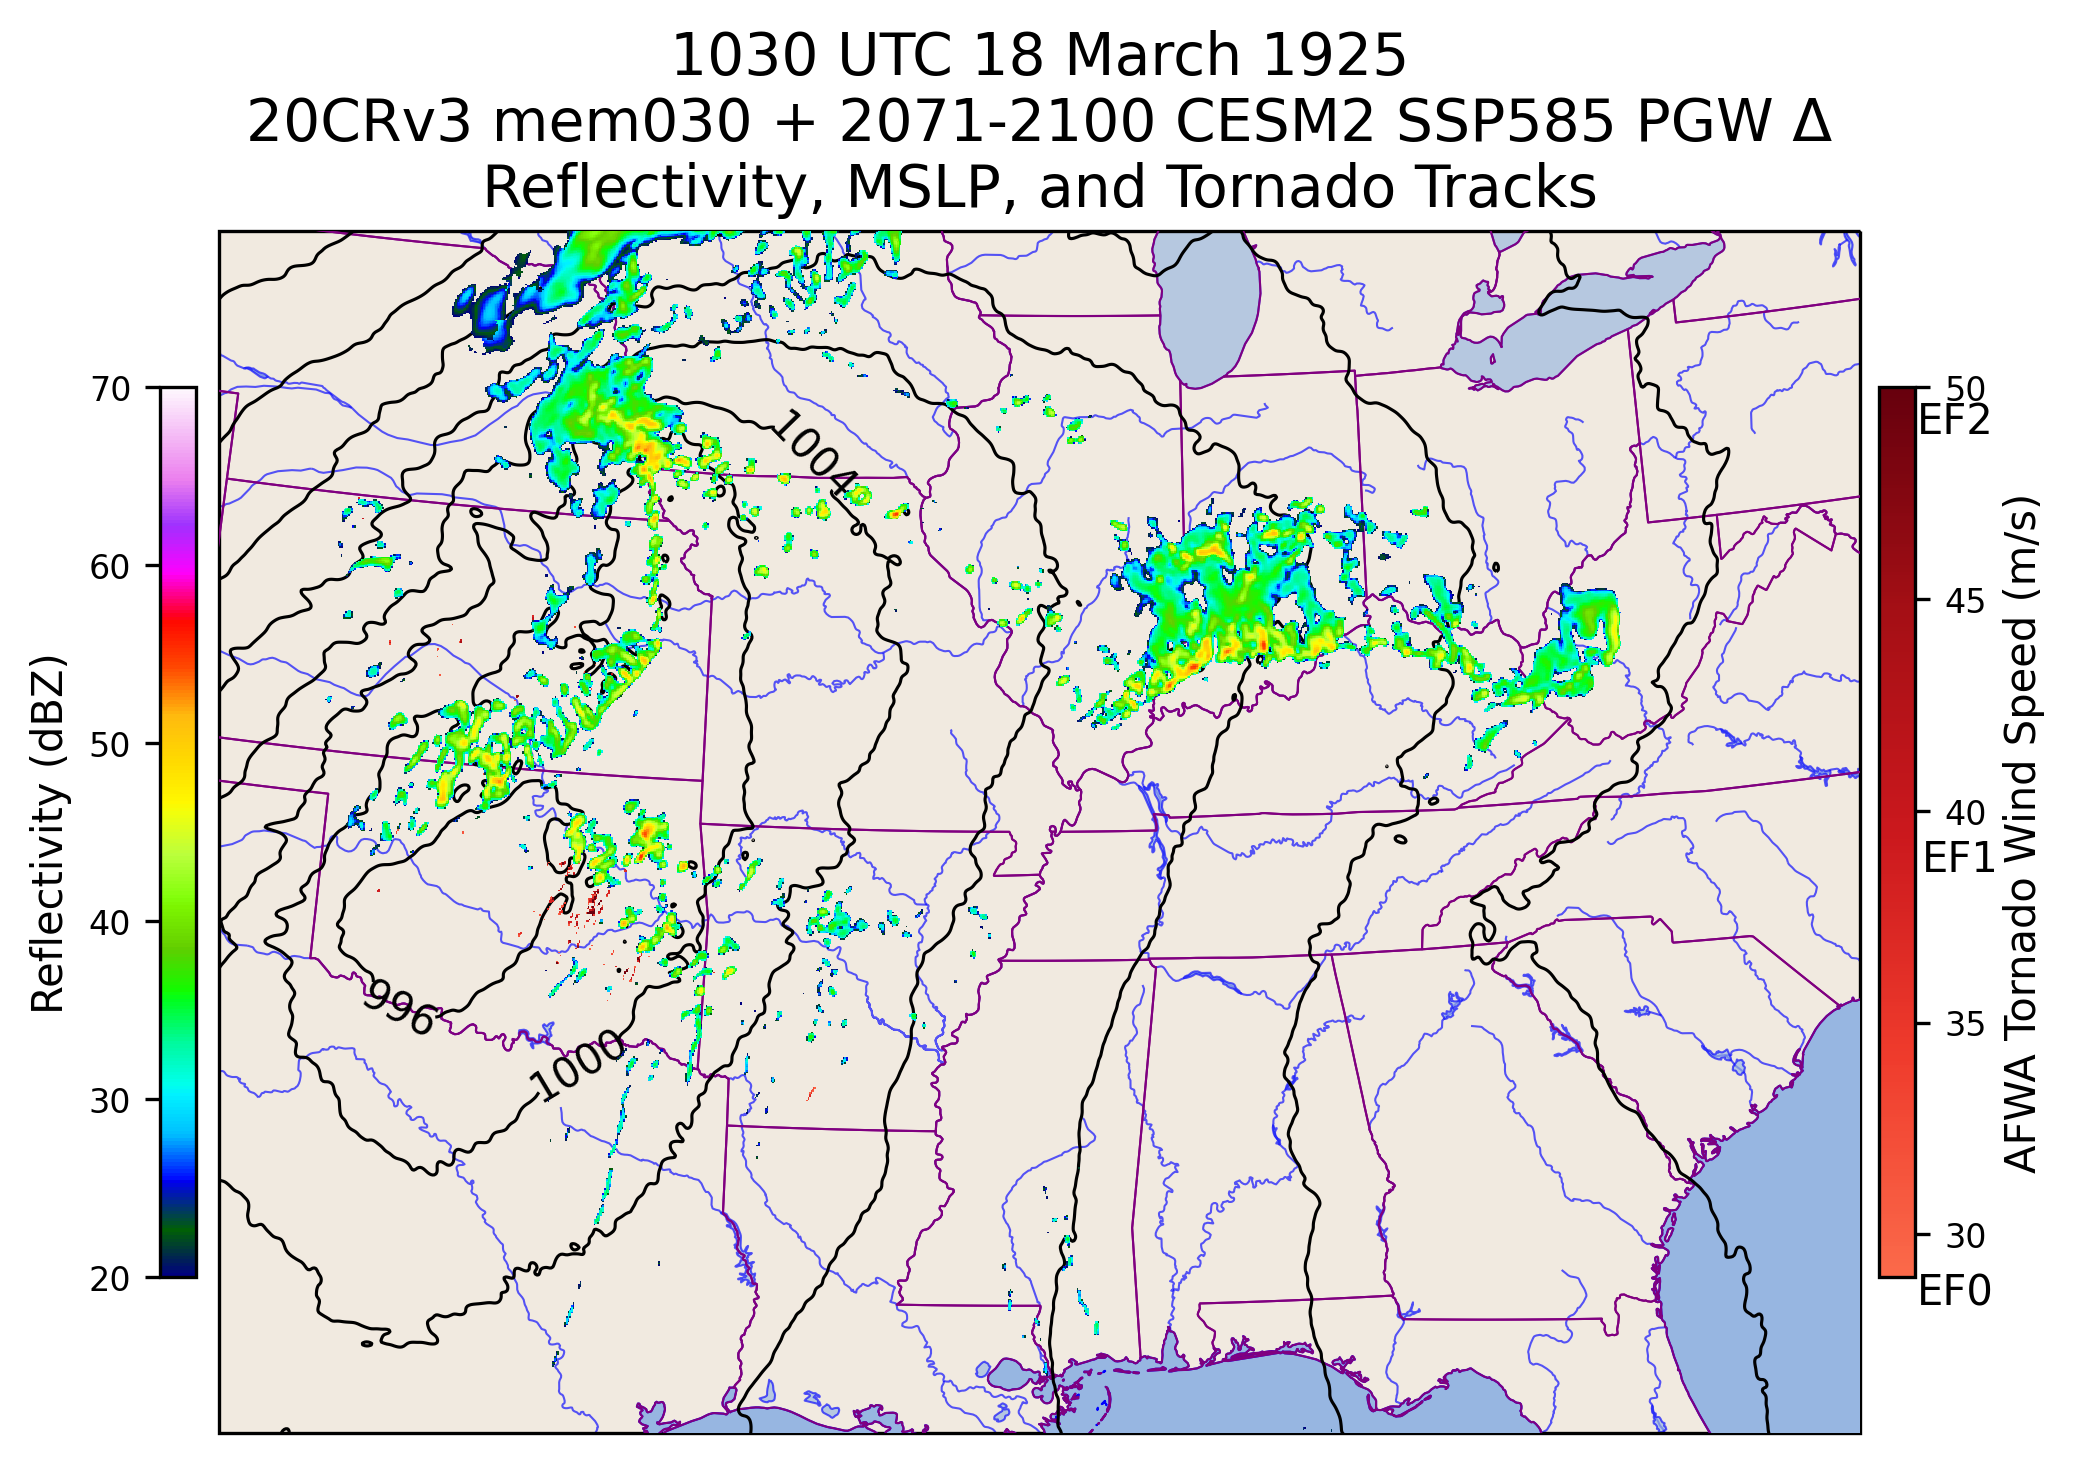 1030 UTC 18 March 1925
20CRv3 mem030 + 2071-2100 CESM2 SSP585 PGW Δ
Reflectivity, MSLP, and Tornado Tracks
70
60
50
40
30
20
Reflectivity (dBZ)
1004
996
1000
50
EF2
45
40
EF1
35
30
EF0
AFWA Tornado Wind Speed (m/s)